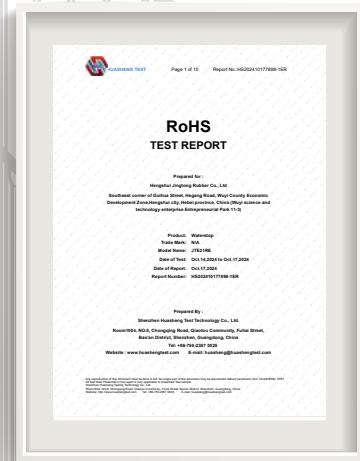 HUASHENG TEST Page 1 of 10 Report No.:HS202410177898-1ER
RoHS
TEST REPORT
Prepared for :
Hengshui Jingtong Rubber Co., Ltd
Southeast corner of Guihua Street, Hegang Road, Wuyi County Economic
Development Zone,Hengshui city, Hebei province, China (Wuyi science and
technology enterprise Entrepreneurial Park 11-3)
Product: Waterstop
Trade Mark: N/A
Model Name: JTE21RE
Date of Test: Oct.14,2024 to Oct.17,2024
Date of Report: Oct.17,2024
Report Number: HS202410177898-1ER
Prepared By :
Shenzhen Huasheng Test Technology Co., Ltd.
Room1004, NO.8, Chongqing Road, Qiaotou Community, Fuhai Street,
Bao'an District, Shenzhen, Guangdong, China
Tel: +86-755-2357 0025
Website : www.huashengtest.com E-mail: huasheng@huashengtest.com